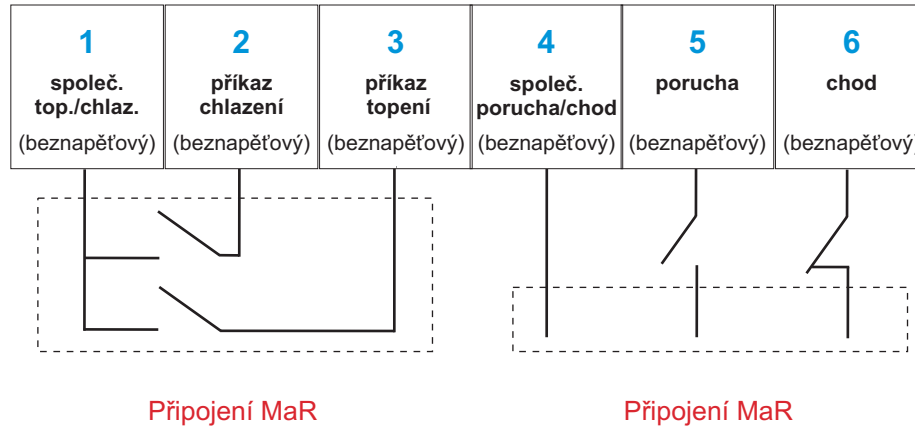 1
společ.
top./chlaz.
(beznapěťový)
2
příkaz
chlazení
(beznapěťový)
3
příkaz
topení
(beznapěťový)
4
společ.
porucha/chod
(beznapěťový)
5
porucha
(beznapěťový)
6
chod
(beznapěťový)
Připojení MaR
Připojení MaR